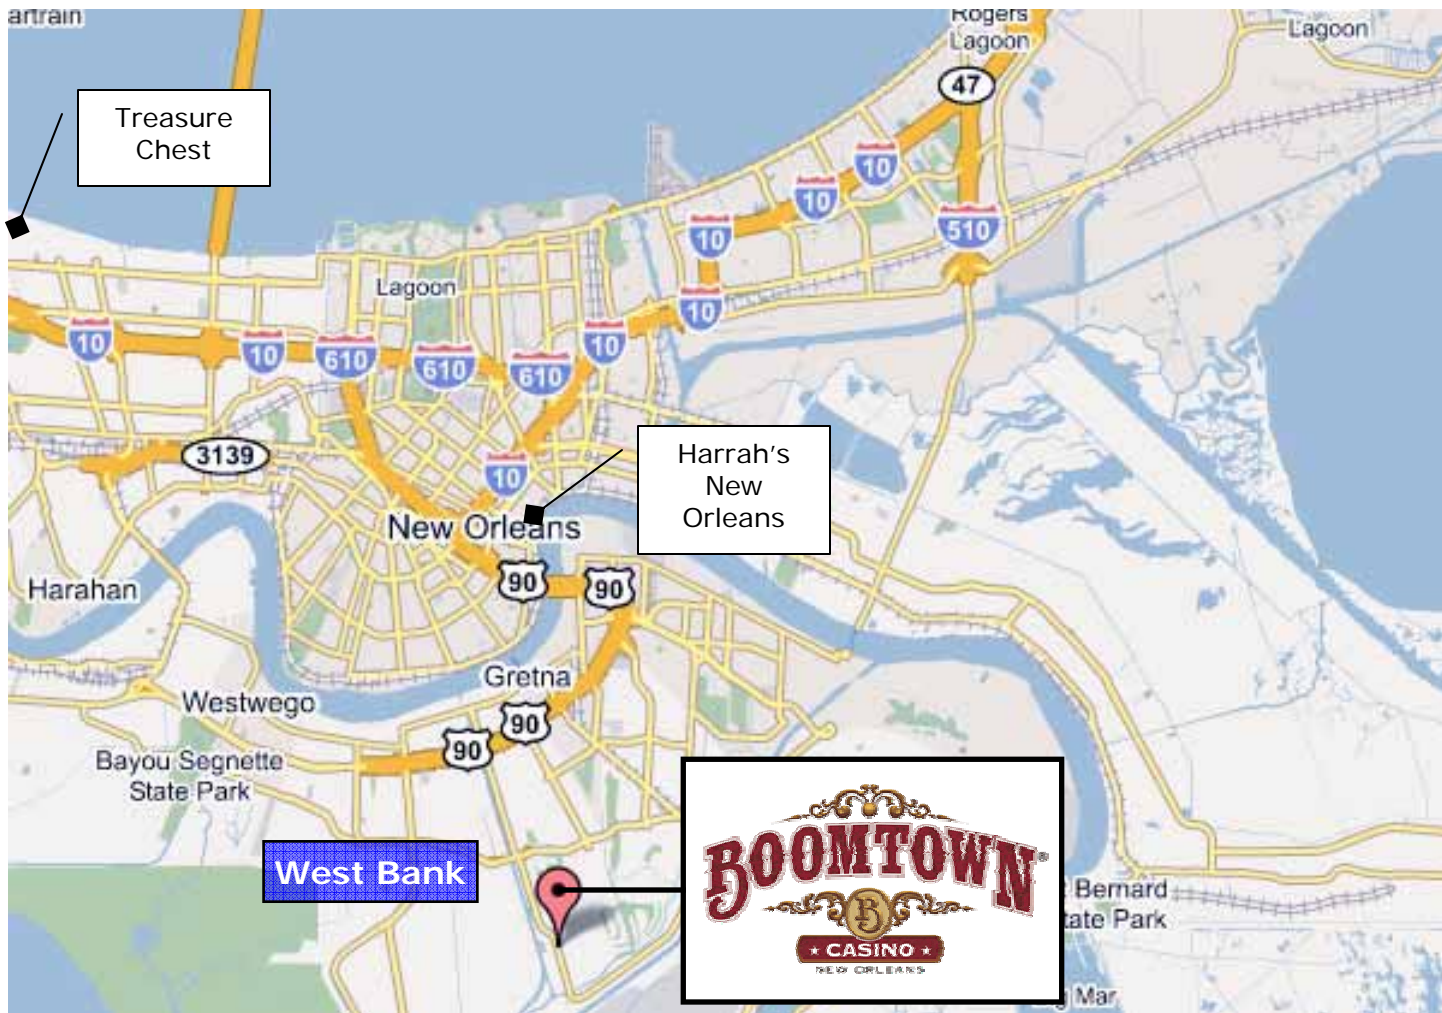 artrain
Rogers
Lagoon
Lagoon
47
Treasure
Chest
10
10
510
10
Lagoon
10
10
10
10
610
610
610
3139
10
Harrah's
New
Orleans
New Orleans
90
90
Harahan
Gretna
Westwego
90
90
Bayou Segnette
State Park
West Bank
BOOMTOWN®
B
CASINO
NEW ORLEANS
Bernard
tate Park
Mar